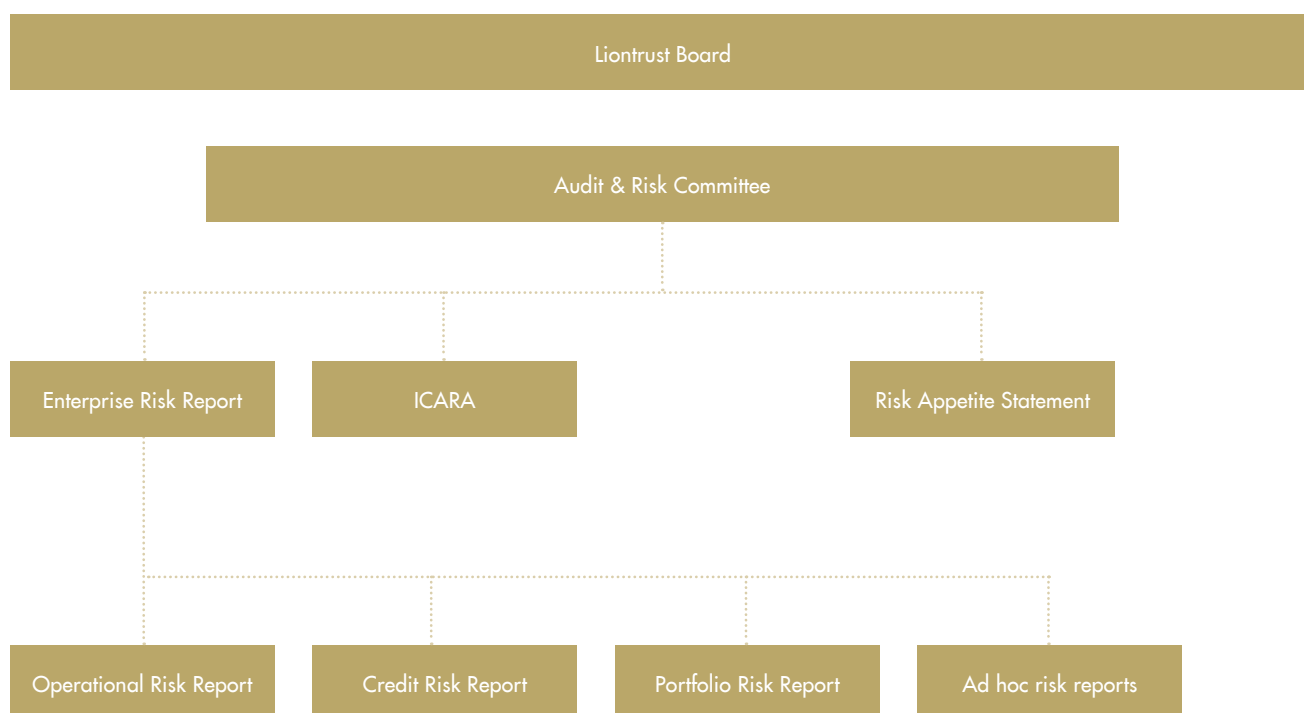 Liontrust Board
Audit & Risk Committee
Enterprise Risk Report
ICARA
Risk Appetite Statement
Operational Risk Report
Credit Risk Report
Portfolio Risk Report
Ad hoc risk reports